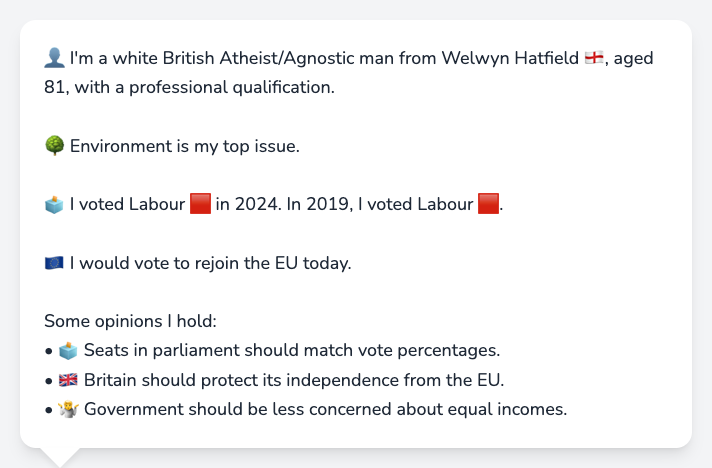 👤 I'm a white British Atheist/Agnostic man from Welwyn Hatfield 🏴󠁧󠁢󠁥󠁮󠁧󠁿, aged
81, with a professional qualification.
🌳 Environment is my top issue.
🗳️ I voted Labour 🟥 in 2024. In 2019, I voted Labour 🟥.
🇪🇺 I would vote to rejoin the EU today.
Some opinions I hold:
• 🗳️ Seats in parliament should match vote percentages.
• 🇬🇧 Britain should protect its independence from the EU.
• 🤷 Government should be less concerned about equal incomes.